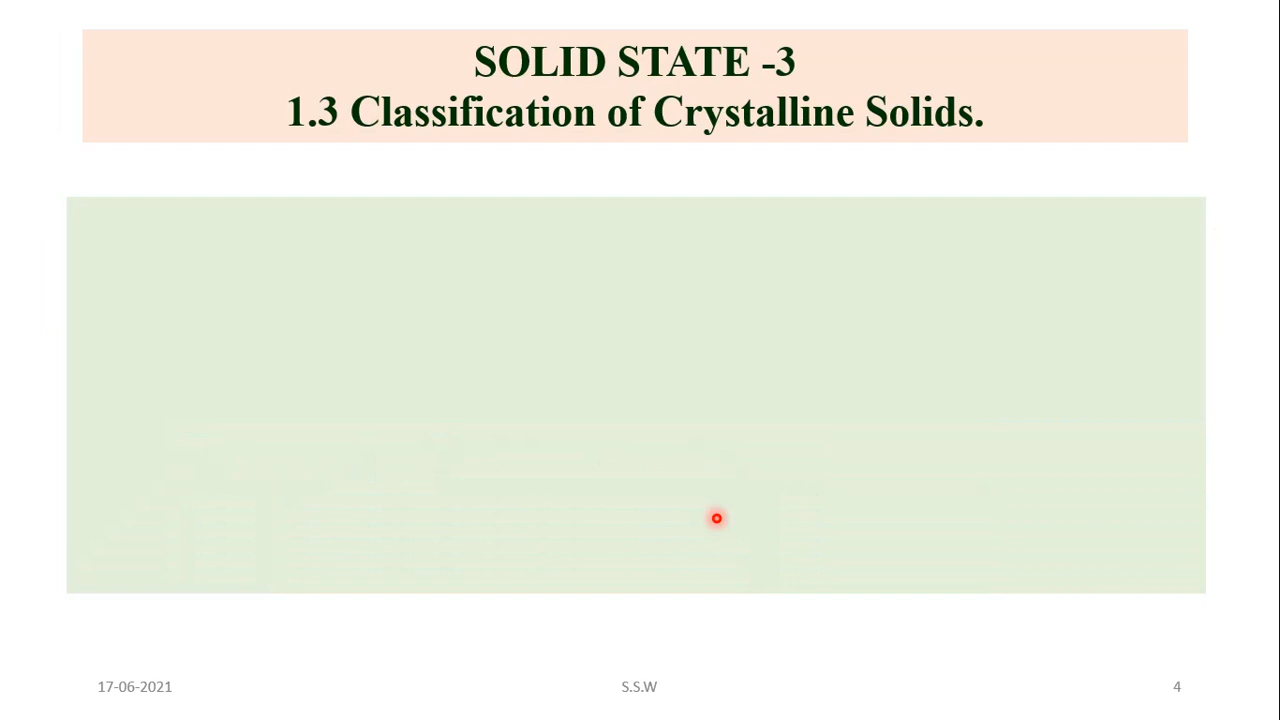 SOLID STATE -3
1.3 Classification of Crystalline Solids.
17-06-2021
S.S.W
4